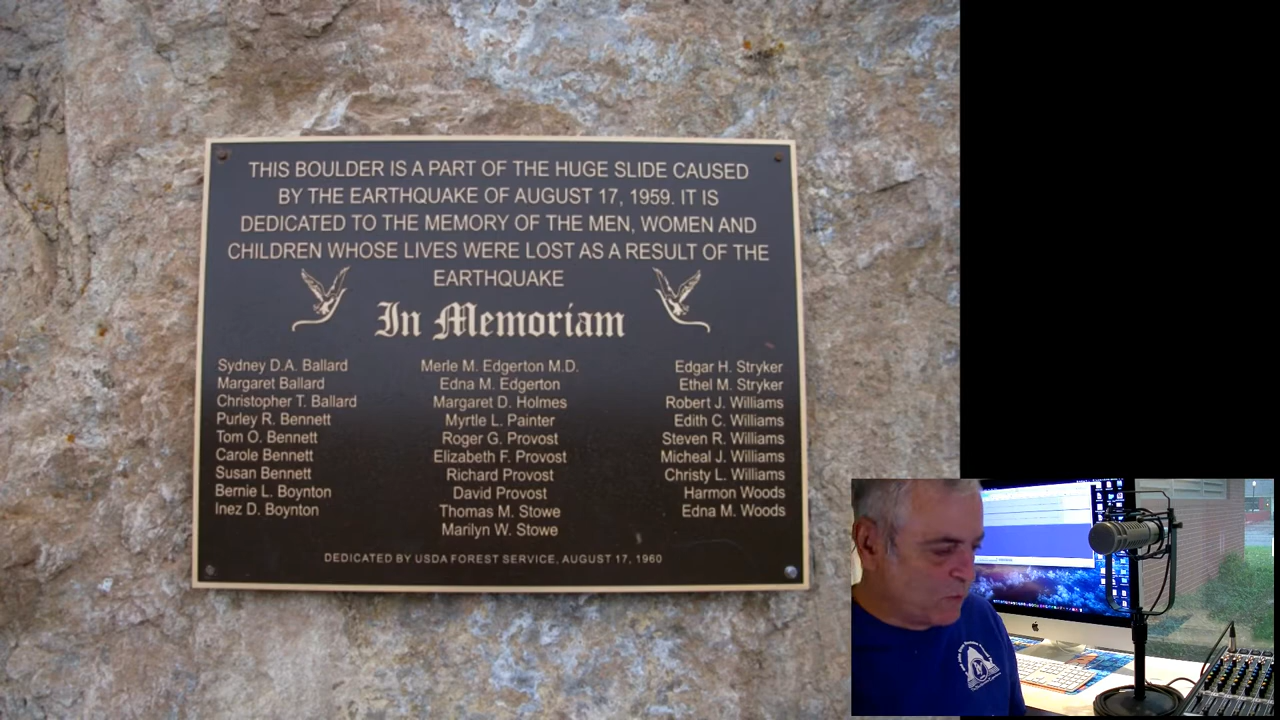 THIS BOULDER IS A PART OF THE HUGE SLIDE CAUSED
BY THE EARTHQUAKE OF AUGUST 17, 1959. IT IS
DEDICATED TO THE MEMORY OF THE MEN, WOMEN AND
CHILDREN WHOSE LIVES WERE LOST AS A RESULT OF THE
EARTHQUAKE
In Memoriam
Sydney D.A. Ballard
Margaret Ballard
Christopher T. Ballard
Purley R. Bennett
Tom O. Bennett
Carole Bennett
Susan Bennett
Bernie L. Boynton
Inez D. Boynton
Merle M. Edgerton M.D.
Edna M. Edgerton
Margaret D. Holmes
Myrtle L. Painter
Roger G. Provost
Elizabeth F. Provost
Richard Provost
David Provost
Thomas M. Stowe
Marilyn W. Stowe
Edgar H. Stryker
Ethel M. Stryker
Robert J. Williams
Edith C. Williams
Steven R. Williams
Micheal J. Williams
Christy L. Williams
Harmon Woods
Edna M. Woods
DEDICATED BY USDA FOREST SERVICE, AUGUST 17, 1960